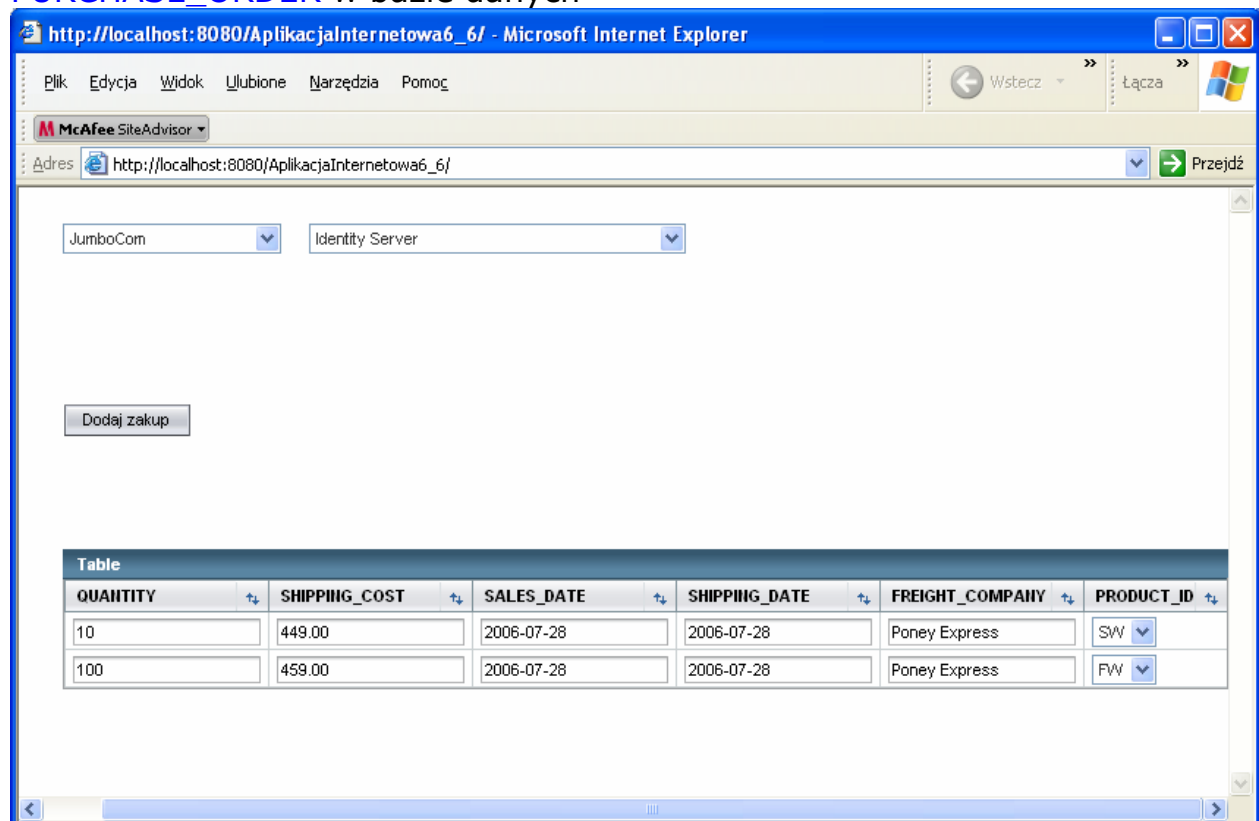 PURCHASE_ORDER w bazie danych
http://localhost:8080/AplikacjaInternetowa6_6/ - Microsoft Internet Explorer
Plik Edycja Widok Ulubione Narzędzia Pomoc Wstecz » Łącza »
McAfee SiteAdvisor
Adres http://localhost:8080/AplikacjaInternetowa6_6/ Przejdź
JumboCom Identity Server
Dodaj zakup
Table
QUANTITY SHIPPING_COST SALES_DATE SHIPPING_DATE FREIGHT_COMPANY PRODUCT_ID
10 449.00 2006-07-28 2006-07-28 Poney Express SW
100 459.00 2006-07-28 2006-07-28 Poney Express FW